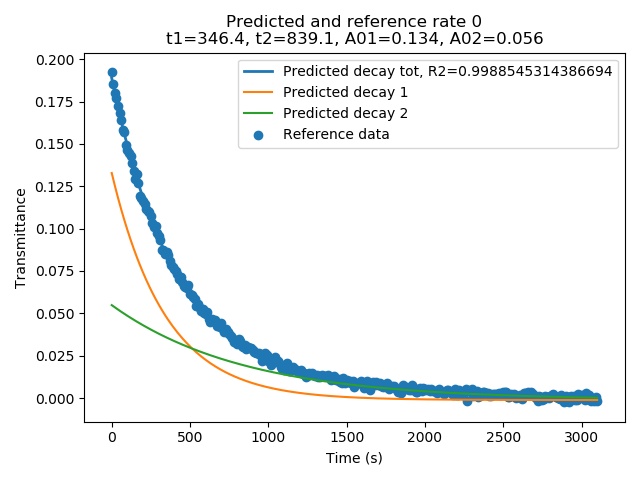 Predicted and reference rate 0
t1=346.4, t2=839.1, A01=0.134, A02=0.056
Predicted decay tot, R2=0.9988545314386694
Predicted decay 1
Predicted decay 2
Reference data
Transmittance
0.200
0.175
0.150
0.125
0.100
0.075
0.050
0.025
0.000
0
500
1000
1500
2000
2500
3000
Time (s)